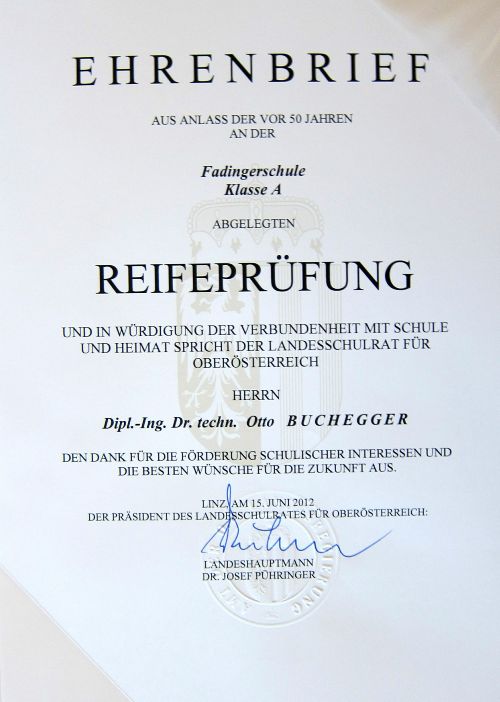 EHRENBRIEF
AUS ANLASS DER VOR 50 JAHREN
AN DER
Fadingerschule
Klasse A
ABGELEGTEN
REIFEPRÜFUNG
UND IN WÜRDIGUNG DER VERBUNDENHEIT MIT SCHULE
UND HEIMAT SPRICHT DER LANDESSCHULRAT FÜR
OBERÖSTERREICH
HERRN
Dipl.-Ing. Dr. techn. Otto BUCHEGGER
DEN DANK FÜR DIE FÖRDERUNG SCHULISCHER INTERESSEN UND
DIE BESTEN WÜNSCHE FÜR DIE ZUKUNFT AUS.
LINZ, AM 15. JUNI 2012
DER PRÄSIDENT DES LANDESSCHULRATES FÜR OBERÖSTERREICH:
LANDESHAUPTMANN
DR. JOSEF PÜHRINGER